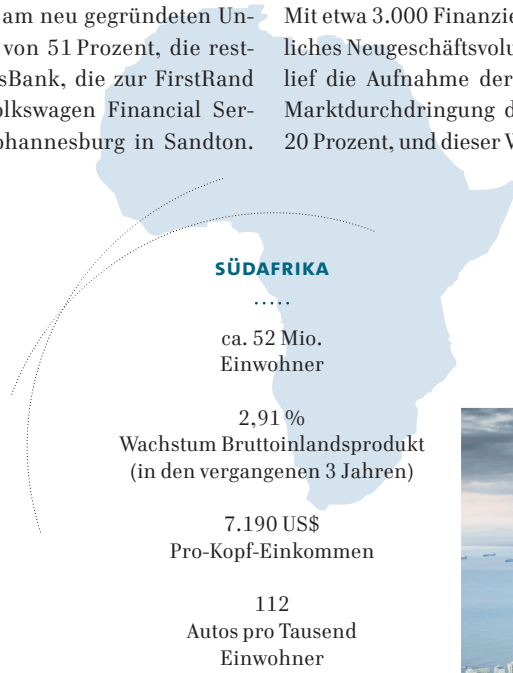 am neu gegründeten Un-
von 51 Prozent, die rest-
sBank, die zur FirstRand
olkswagen Financial Ser-
ohannesburg in Sandton.
Mit etwa 3.000 Finanzie
liches Neugeschäftsvolu
lief die Aufnahme der
Marktdurchdringung d
20 Prozent, und dieser W
SÜDAFRIKA
.....
ca. 52 Mio.
Einwohner
2,91 %
Wachstum Bruttoinlandsprodukt
(in den vergangenen 3 Jahren)
7.190 US$
Pro-Kopf-Einkommen
112
Autos pro Tausend
Einwohner